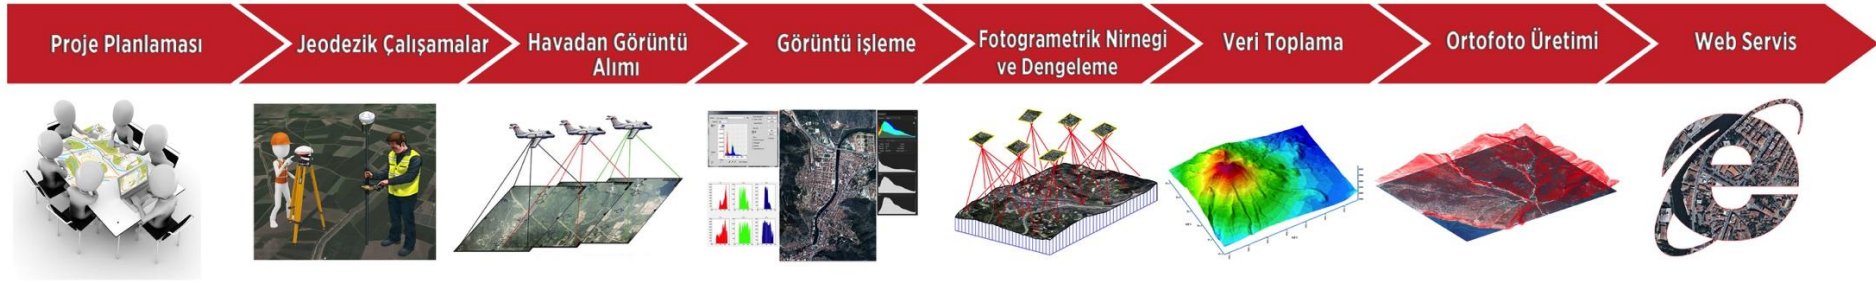 Proje Planlaması
Jeodezik Çalışamalar
Havadan Görüntü
Alımı
Görüntü işleme
Fotogrametrik Nirnegi
ve Dengeleme
Veri Toplama
Ortofoto Üretimi
Web Servis